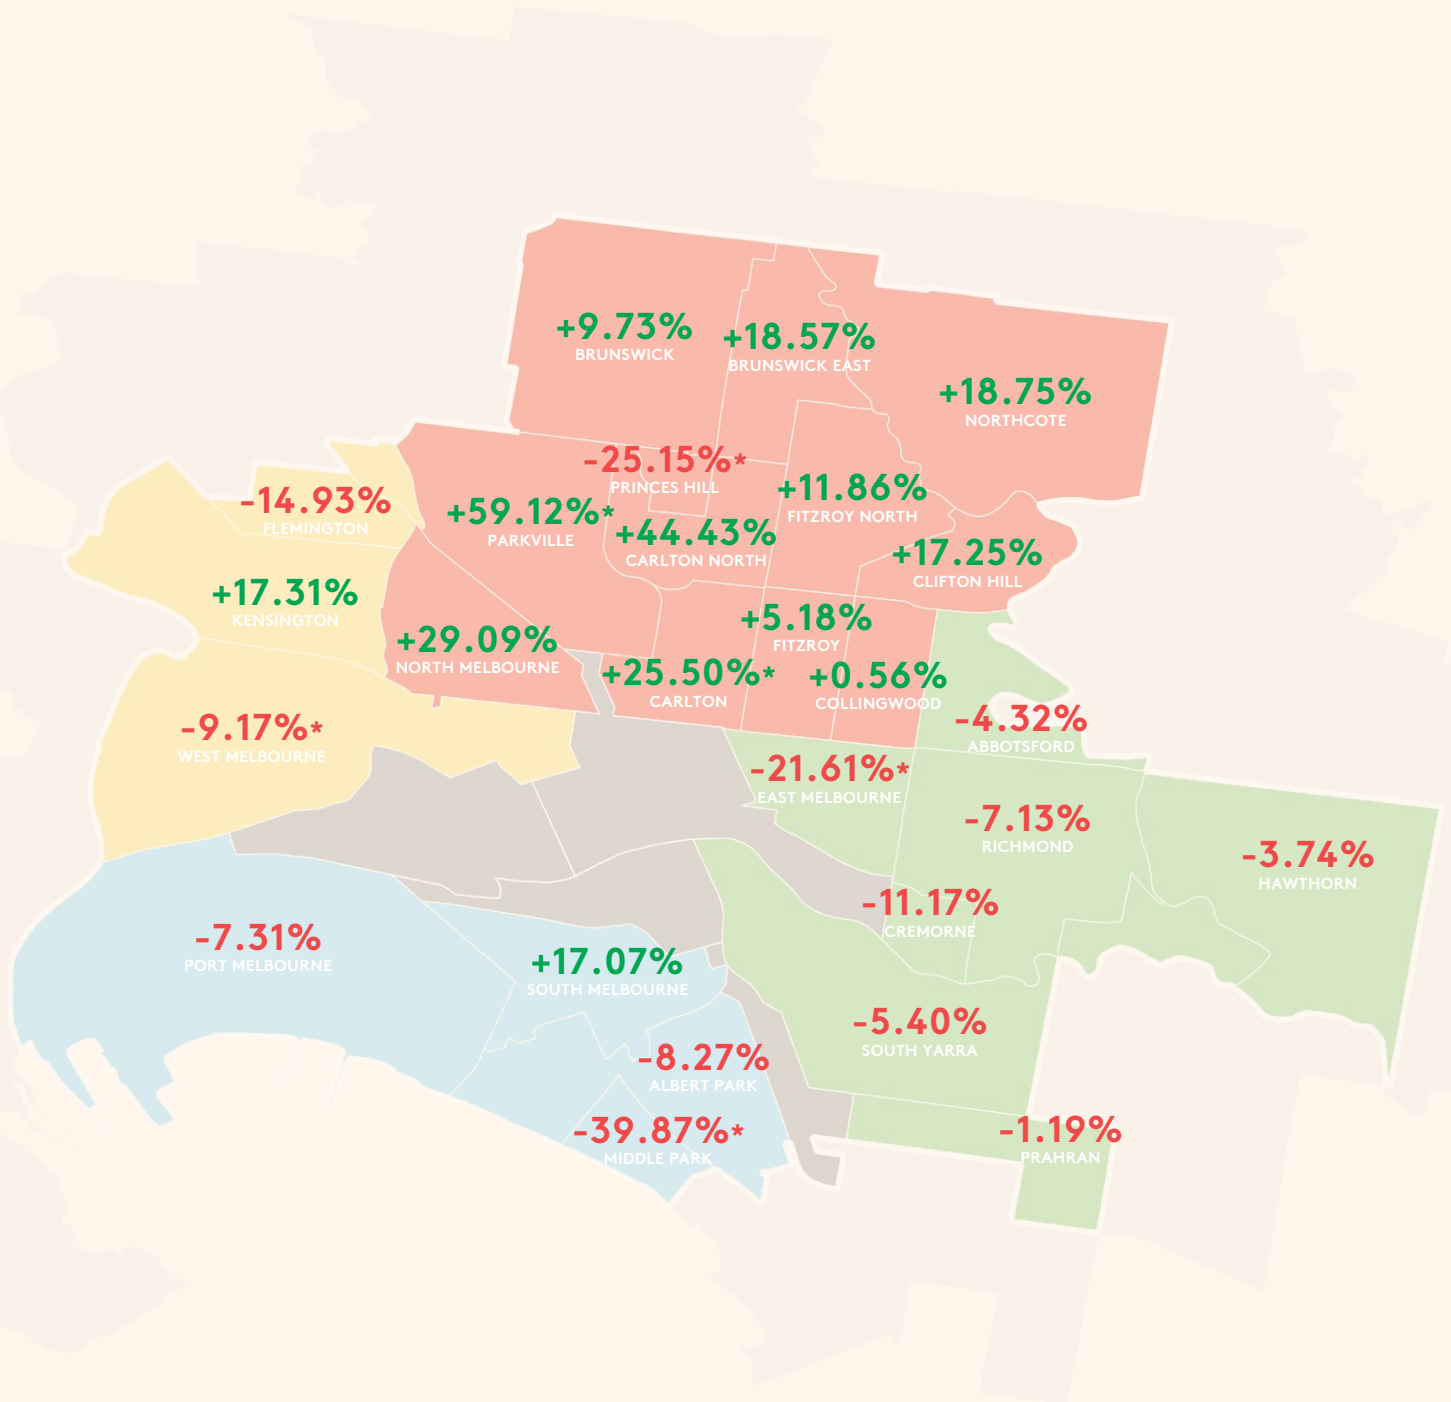 +9.73%
BRUNSWICK
+18.57%
BRUNSWICK EAST
+18.75%
NORTHCOTE
-25.15%*
PRINCES HILL
+11.86%
FITZROY NORTH
-14.93%
FLEMINGTON
+59.12%*
PARKVILLE
+44.43%
CARLTON NORTH
+17.25%
CLIFTON HILL
+17.31%
KENSINGTON
+29.09%
NORTH MELBOURNE
+5.18%
FITZROY
+25.50%*
CARLTON
+0.56%
COLLINGWOOD
-9.17%*
WEST MELBOURNE
-4.32%
ABBOTSFORD
-21.61%*
EAST MELBOURNE
-7.13%
RICHMOND
-3.74%
HAWTHORN
-11.17%
CREMORNE
-7.31%
PORT MELBOURNE
+17.07%
SOUTH MELBOURNE
-5.40%
SOUTH YARRA
-8.27%
ALBERT PARK
-39.87%*
MIDDLE PARK
-1.19%
PRAHRAN